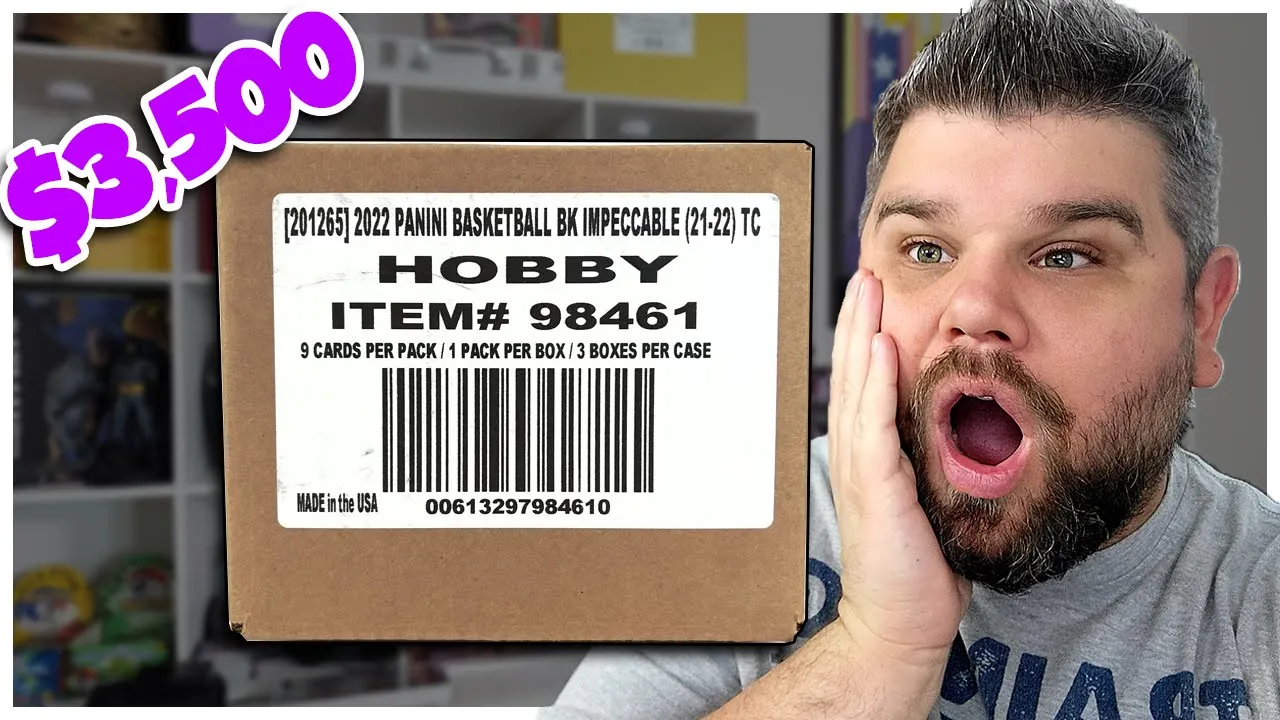 $3,500
[201265] 2022 PANINI BASKETBALL BK IMPECCABLE (21-22) TC
HOBBY
ITEM# 98461
9 CARDS PER PACK / 1 PACK PER BOX / 3 BOXES PER CASE
MADE in the USA
00613297984610